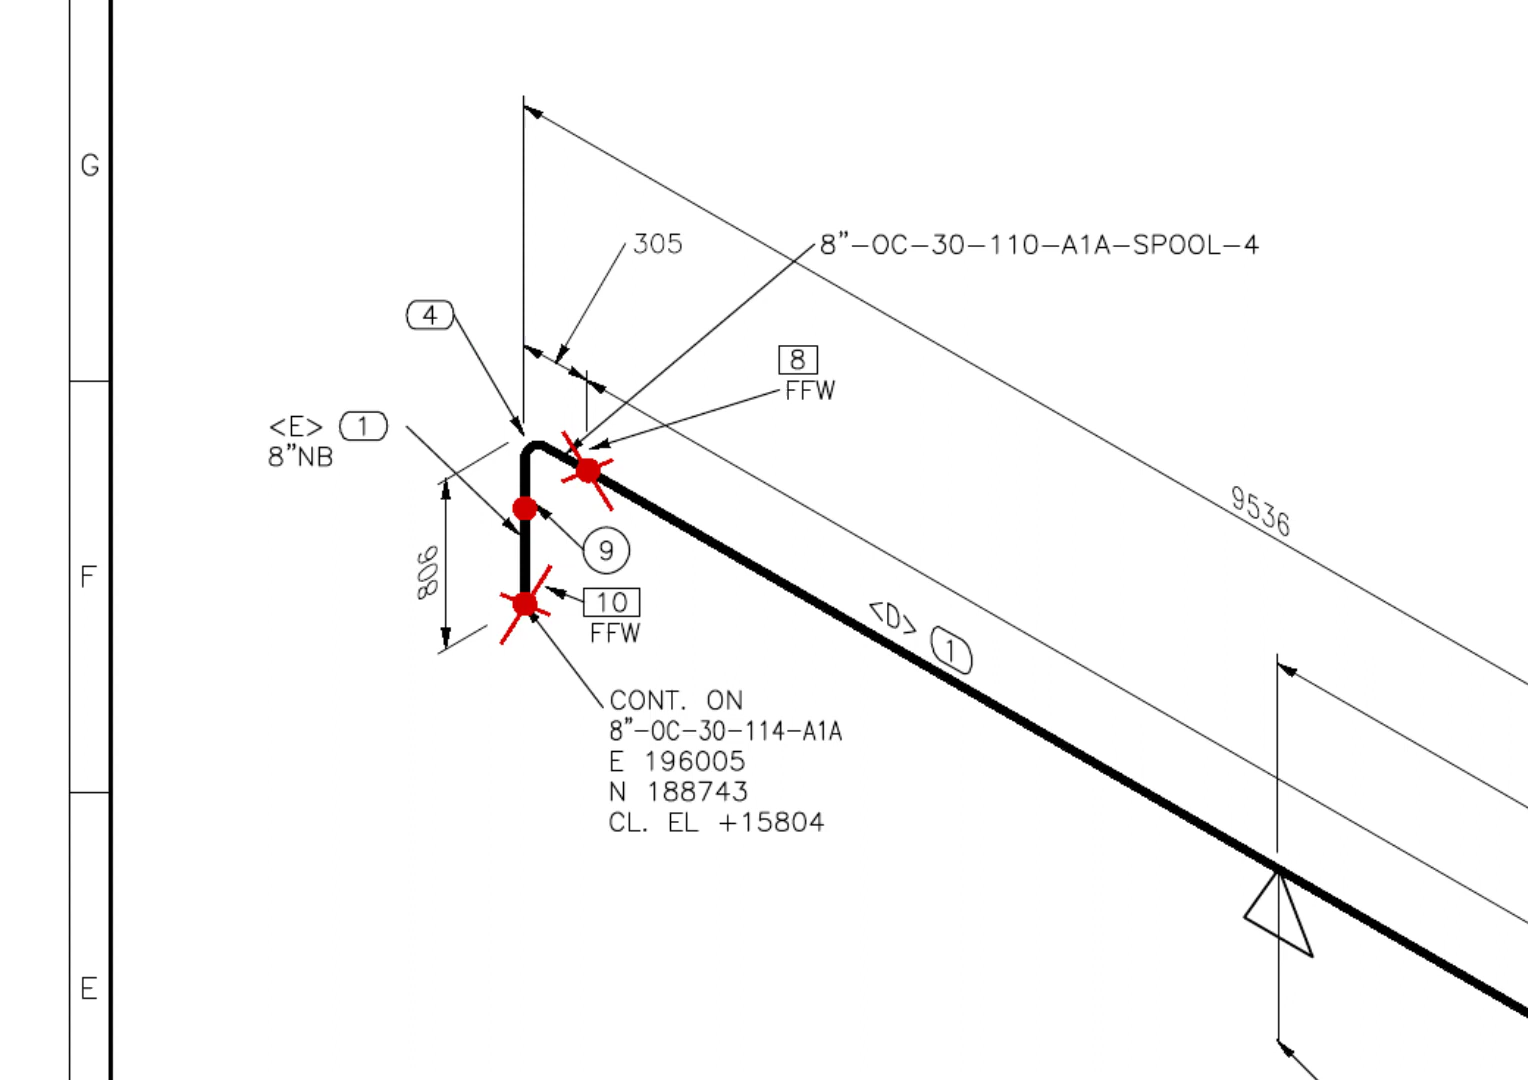 G
305
8”-OC-30-110-A1A-SPOOL-4
4
8
FFW
<E> 1
8”NB
9536
9
806
F
10
FFW
<D> 1
CONT. ON
8”-OC-30-114-A1A
E 196005
N 188743
CL. EL +15804
E